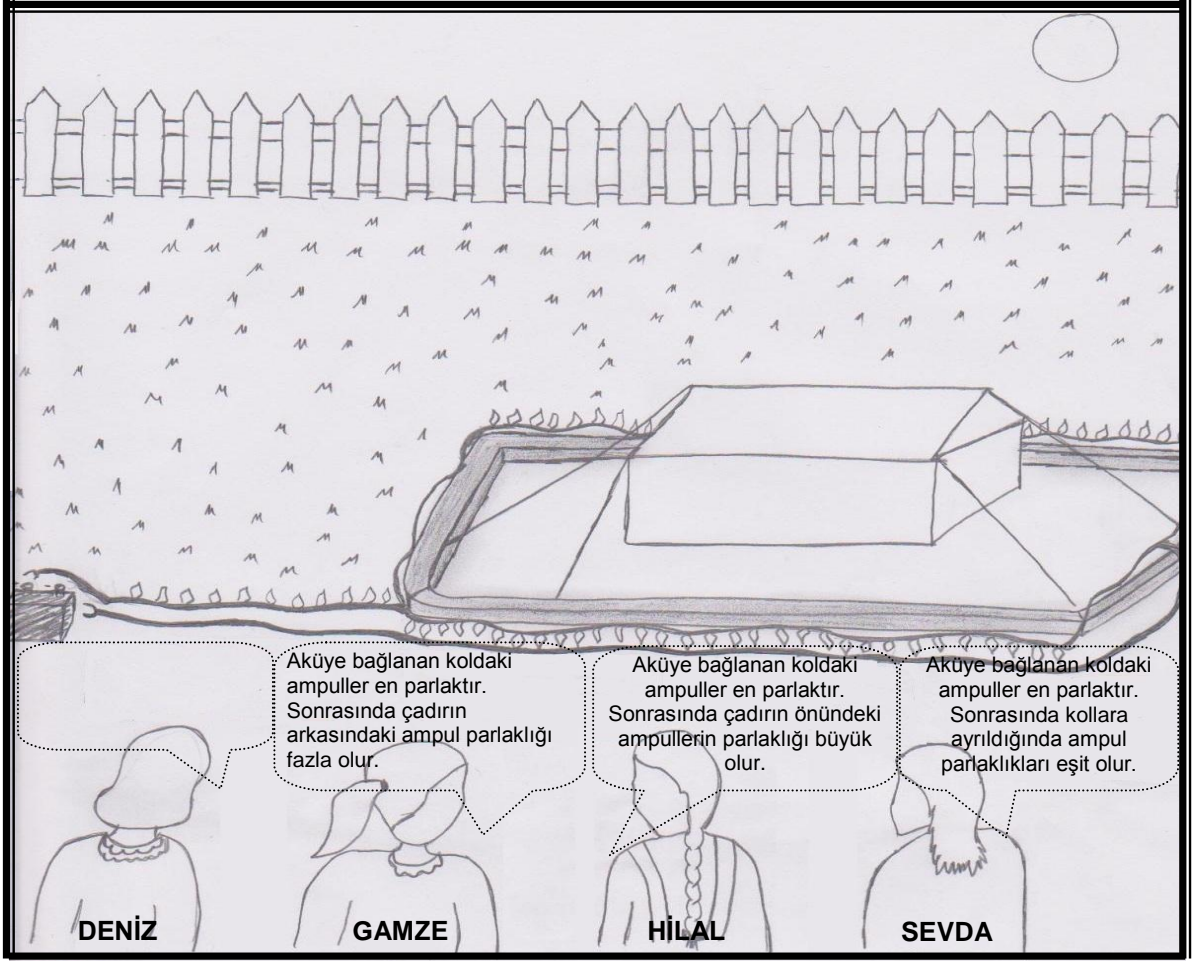 Aküye bağlanan koldaki
ampuller en parlaktır.
Sonrasında çadırın
arkasındaki ampul parlaklığı
fazla olur.
Aküye bağlanan koldaki
ampuller en parlaktır.
Sonrasında çadırın önündeki
ampullerin parlaklığı büyük
olur.
Aküye bağlanan koldaki
ampuller en parlaktır.
Sonrasında kollara
ayrıldığında ampul
parlaklıkları eşit olur.
DENİZ
GAMZE
HİLAL
SEVDA